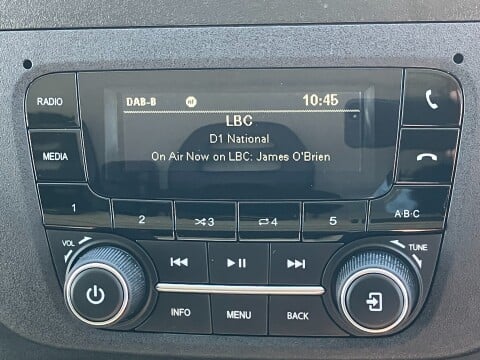 RADIO
DAB-B
nf
10:45
LBC
D1 National
MEDIA
On Air Now on LBC: James O'Brien
1
2
3
4
5
A·B·C
VOL
TUNE
INFO
MENU
BACK